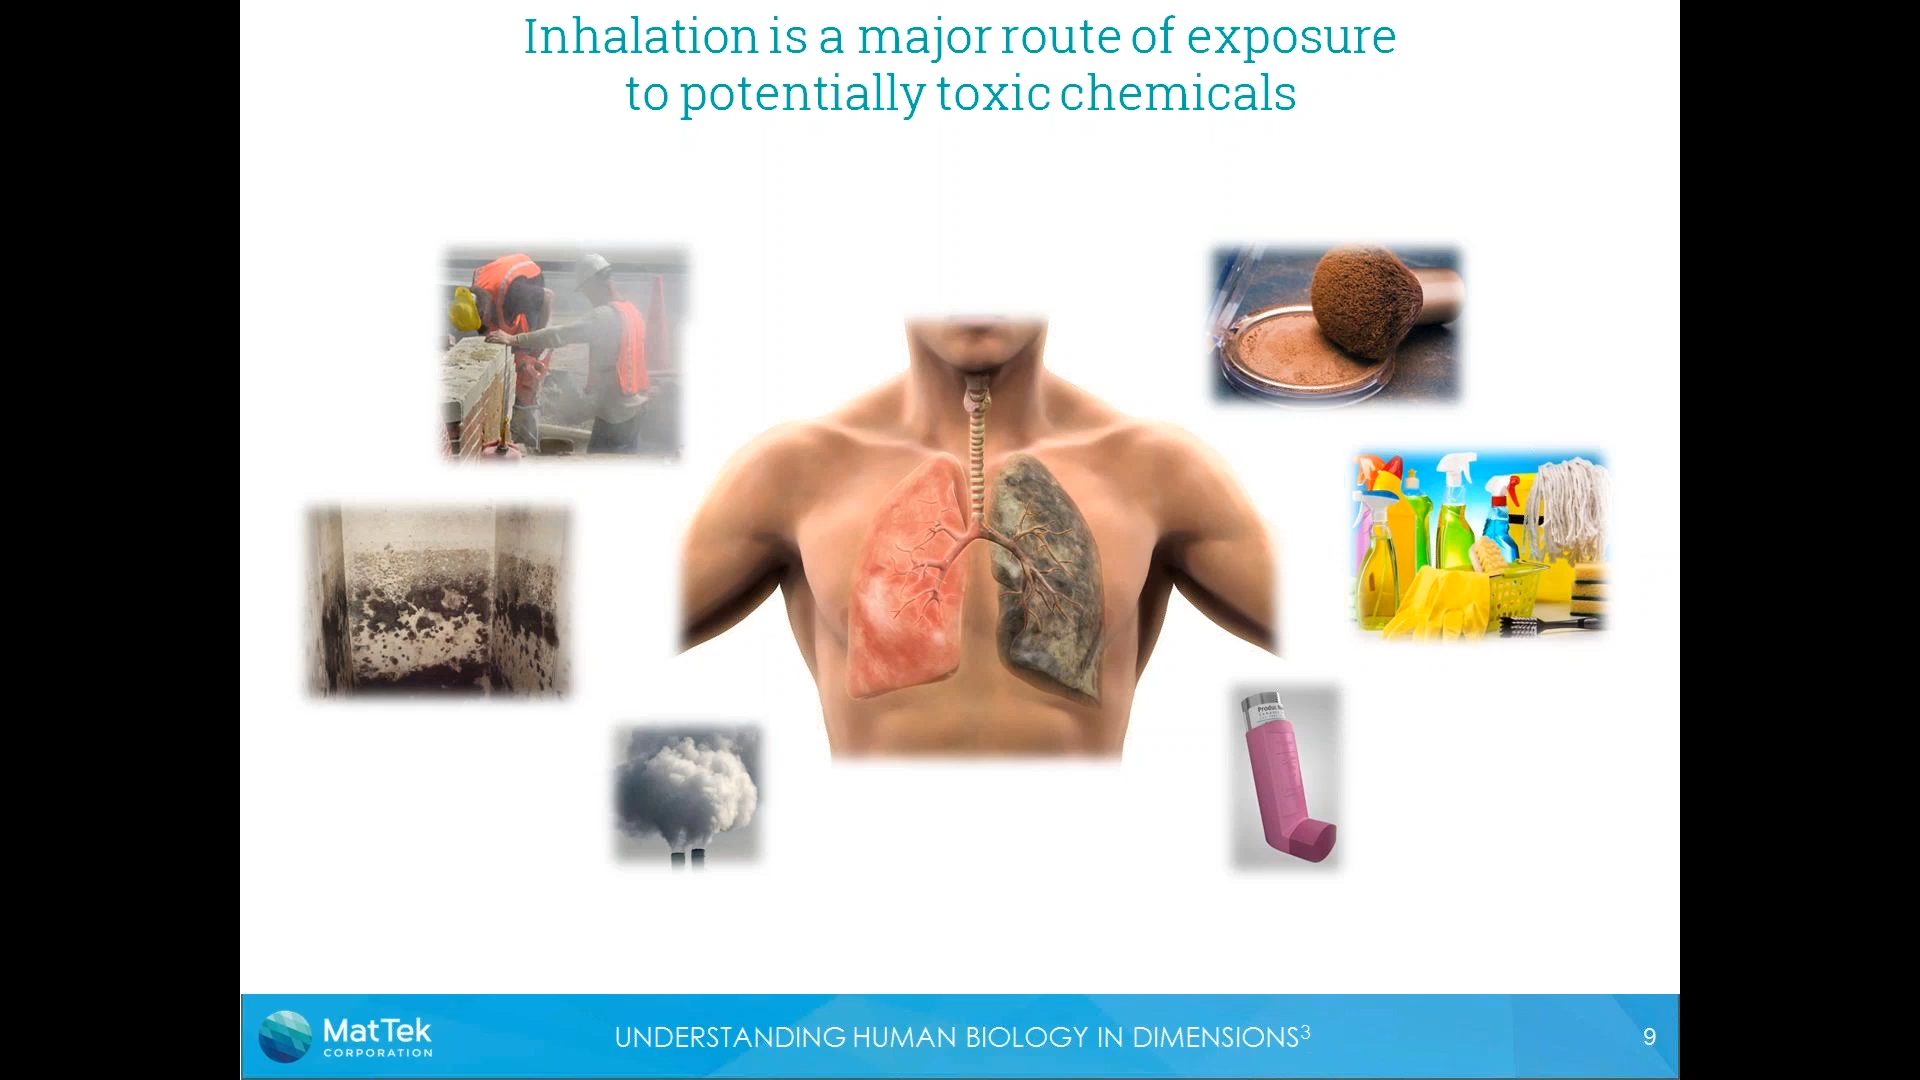 Inhalation is a major route of exposure
to potentially toxic chemicals
MatTek
CORPORATION
UNDERSTANDING HUMAN BIOLOGY IN DIMENSIONS³
9